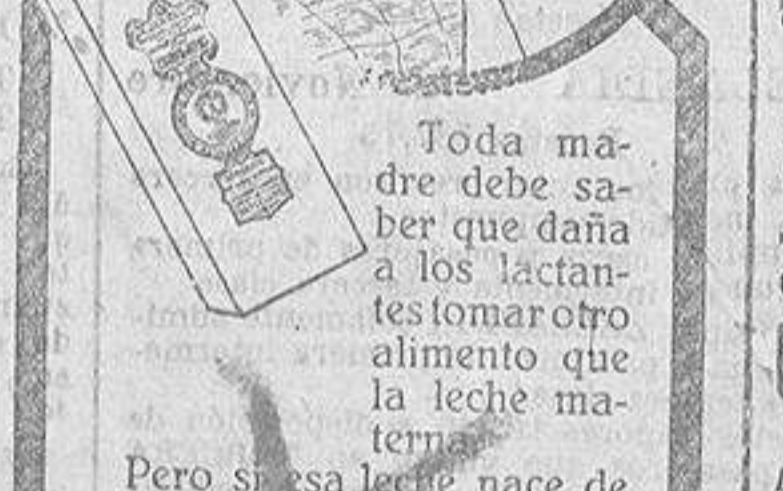 Toda ma-
dre debe sa-
ber que daña
a los lactan-
tes tomar otro
alimento que
la leche ma-
terna.
Pero si esa leche nace de